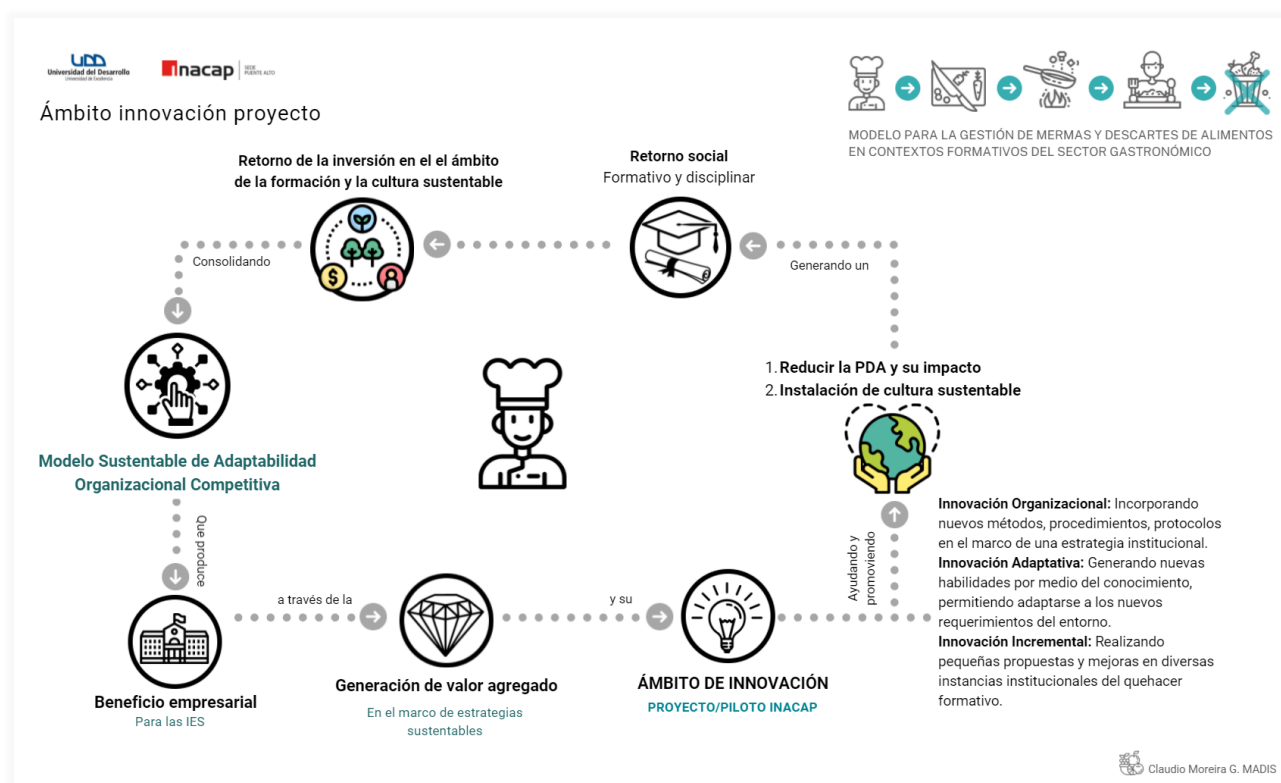 UDD
Universidad del Desarrollo
Universidad de Excelencia
inacap
SEDE
PUENTE ALTO
Ámbito innovación proyecto
MODELO PARA LA GESTIÓN DE MERMAS Y DESCARTES DE ALIMENTOS
EN CONTEXTOS FORMATIVOS DEL SECTOR GASTRONÓMICO
Retorno de la inversión en el el ámbito
de la formación y la cultura sustentable
Retorno social
Formativo y disciplinar
Consolidando
Generando un
$
1. Reducir la PDA y su impacto
2. Instalación de cultura sustentable
Modelo Sustentable de Adaptabilidad
Organizacional Competitiva
Que produce
Ayudando y
promoviendo
Innovación Organizacional: Incorporando
nuevos métodos, procedimientos, protocolos
en el marco de una estrategia institucional.
Innovación Adaptativa: Generando nuevas
habilidades por medio del conocimiento,
permitiendo adaptarse a los nuevos
requerimientos del entorno.
Innovación Incremental: Realizando
pequeñas propuestas y mejoras en diversas
instancias institucionales del quehacer
formativo.
a través de la
y su
Beneficio empresarial
Para las IES
Generación de valor agregado
En el marco de estrategias
sustentables
ÁMBITO DE INNOVACIÓN
PROYECTO/PILOTO INACAP
Claudio Moreira G. MADIS